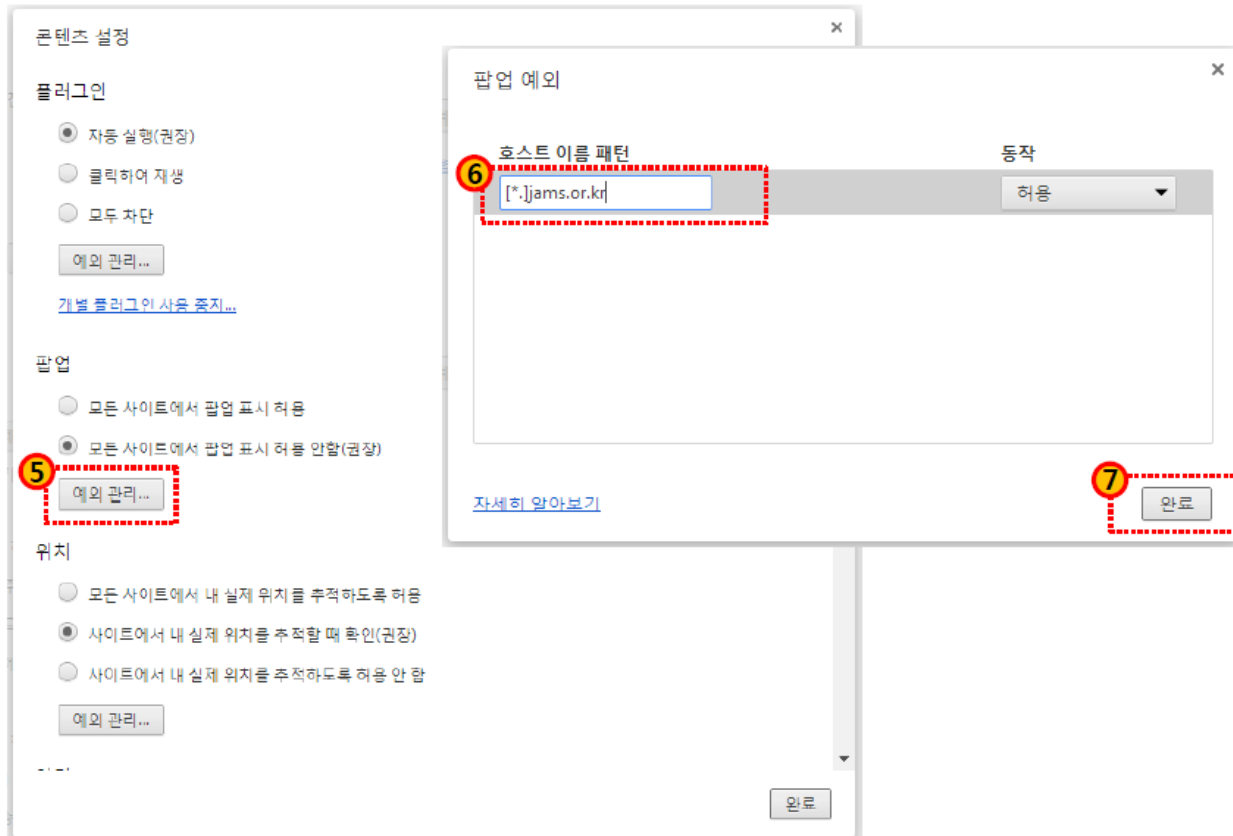 콘텐츠 설정
플러그인
자동 실행(권장)
클릭하여 재생
모두 차단
예외 관리...
개별 플러그인 사용 중지...
팝업
모든 사이트에서 팝업 표시 허용
모든 사이트에서 팝업 표시 허용 안함(권장)
5
예외 관리...
위치
모든 사이트에서 내 실제 위치를 추적하도록 허용
사이트에서 내 실제 위치를 추적할 때 확인(권장)
사이트에서 내 실제 위치를 추적하도록 허용 안 함
예외 관리...
완료
팝업 예외
호스트 이름 패턴
동작
6
[*.]jams.or.kr
허용
자세히 알아보기
7
완료